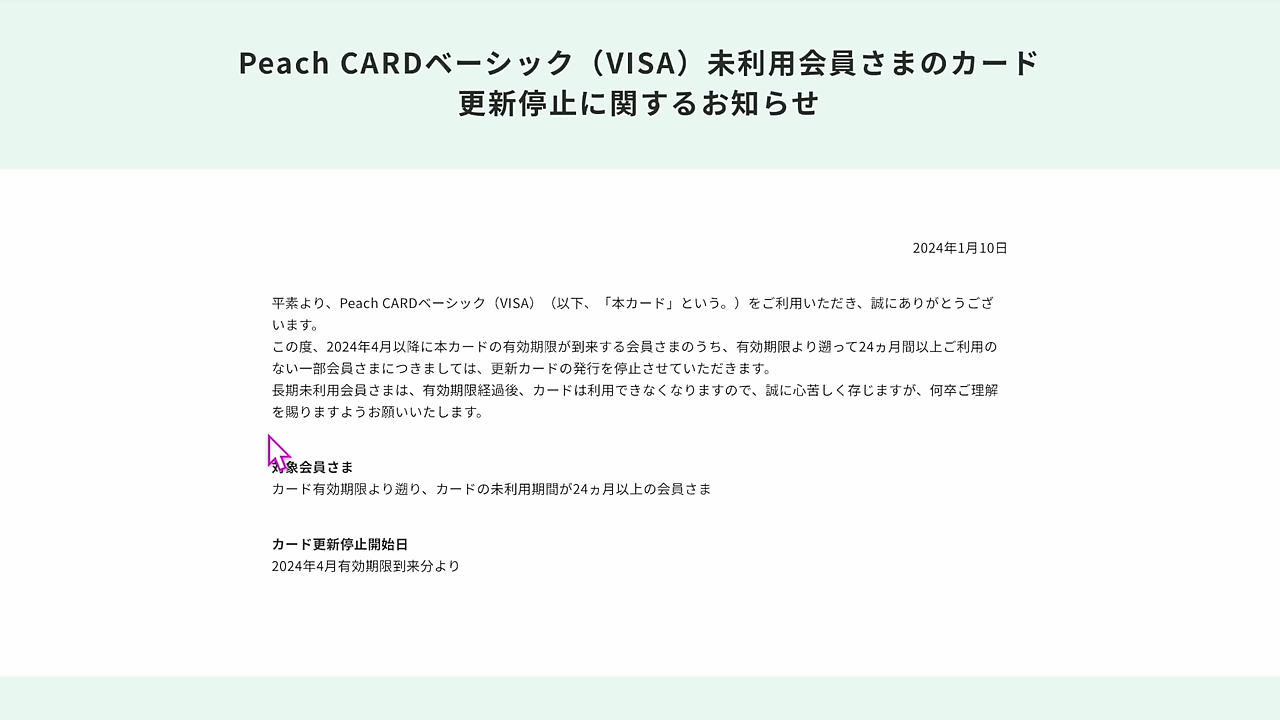 Peach CARDベーシック（VISA）未利用会員さまのカード
更新停止に関するお知らせ
2024年1月10日
平素より、Peach CARDベーシック（VISA）（以下、「本カード」という。）をご利用いただき、誠にありがとうござ
います。
この度、2024年4月以降に本カードの有効期限が到来する会員さまのうち、有効期限より遡って24ヵ月間以上ご利用の
ない一部会員さまにつきましては、更新カードの発行を停止させていただきます。
長期未利用会員さまは、有効期限経過後、カードは利用できなくなりますので、誠に心苦しく存じますが、何卒ご理解
を賜りますようお願いいたします。
対象会員さま
カード有効期限より遡り、カードの未利用期間が24ヵ月以上の会員さま
カード更新停止開始日
2024年4月有効期限到来分より